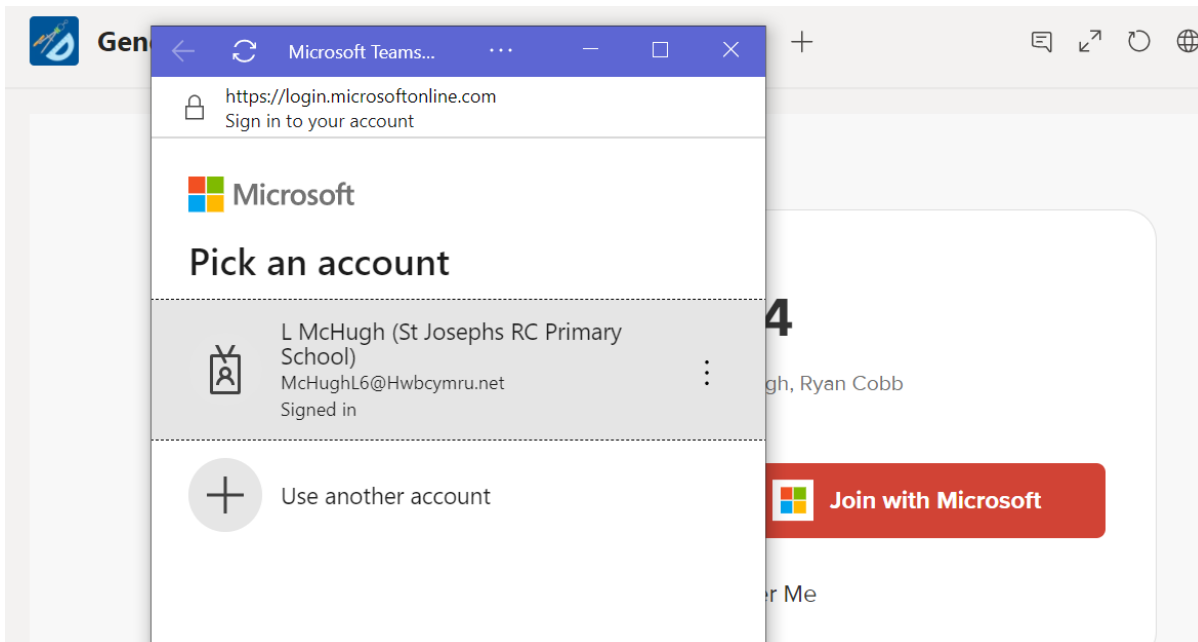 Gen
Microsoft Teams...
https://login.microsoftonline.com
Sign in to your account
Microsoft
Pick an account
L McHugh (St Josephs RC Primary
School)
McHughL6@Hwbcymru.net
Signed in
Use another account
4
gh, Ryan Cobb
Join with Microsoft
er Me